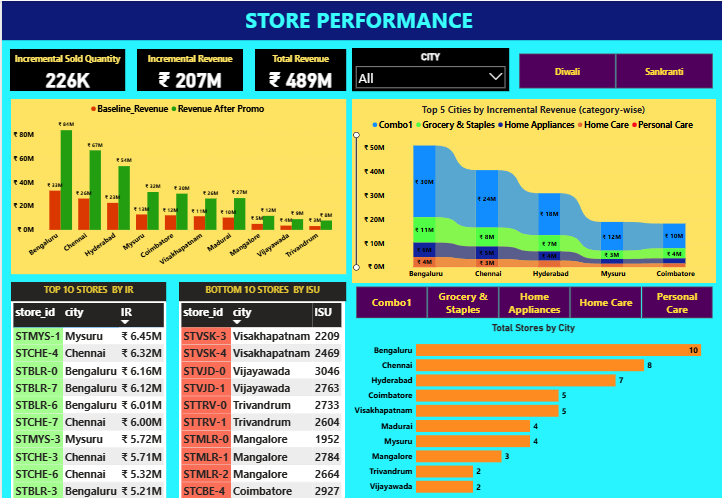 STORE PERFORMANCE
Incremental Sold Quantity
226K
Incremental Revenue
₹ 207M
Total Revenue
₹ 489M
CITY
All
Diwali
Sankranti
Baseline_Revenue Revenue After Promo
₹ 80M
₹ 60M
₹ 40M
₹ 20M
₹ 0M
₹ 33M ₹ 84M
₹ 26M ₹ 67M
₹ 23M ₹ 54M
₹ 13M ₹ 32M
₹ 12M ₹ 30M
₹ 11M ₹ 26M
₹ 10M ₹ 27M
₹ 5M ₹ 12M
₹ 4M ₹ 9M
₹ 3M ₹ 8M
Bengaluru
Chennai
Hyderabad
Mysuru
Coimbatore
Visakhapatnam
Madurai
Mangalore
Vijayawada
Trivandrum
Top 5 Cities by Incremental Revenue (category-wise)
Combo1 Grocery & Staples Home Appliances Home Care Personal Care
₹ 50M
₹ 40M
₹ 30M
₹ 20M
₹ 10M
₹ 0M
₹ 30M
₹ 11M
₹ 4M
₹ 24M
₹ 8M
₹ 3M
₹ 18M
₹ 7M
₹ 12M
₹ 3M
₹ 10M
₹ 4M
Bengaluru Chennai Hyderabad Mysuru Coimbatore
TOP 10 STORES BY IR
store_id city IR
STMYS-1 Mysuru ₹ 6.45M
STCHE-4 Chennai ₹ 6.32M
STBLR-0 Bengaluru ₹ 6.16M
STBLR-7 Bengaluru ₹ 6.12M
STBLR-6 Bengaluru ₹ 6.01M
STCHE-7 Chennai ₹ 6.00M
STMYS-3 Mysuru ₹ 5.72M
STCHE-3 Chennai ₹ 5.71M
STCHE-6 Chennai ₹ 5.32M
STBLR-3 Bengaluru ₹ 5.21M
BOTTOM 10 STORES BY ISU
store_id city ISU
STVSK-3 Visakhapatnam 2209
STVSK-4 Visakhapatnam 2469
STVJD-0 Vijayawada 3046
STVJD-1 Vijayawada 2763
STTRV-0 Trivandrum 2733
STTRV-1 Trivandrum 2604
STMLR-0 Mangalore 1952
STMLR-1 Mangalore 2784
STMLR-2 Mangalore 2664
STCBE-4 Coimbatore 2927
Combo1
Grocery &
Staples
Home
Appliances
Home Care
Personal
Care
Total Stores by City
Bengaluru 10
Chennai 8
Hyderabad 7
Coimbatore 5
Visakhapatnam 5
Madurai 4
Mysuru 4
Mangalore 3
Trivandrum 2
Vijayawada 2